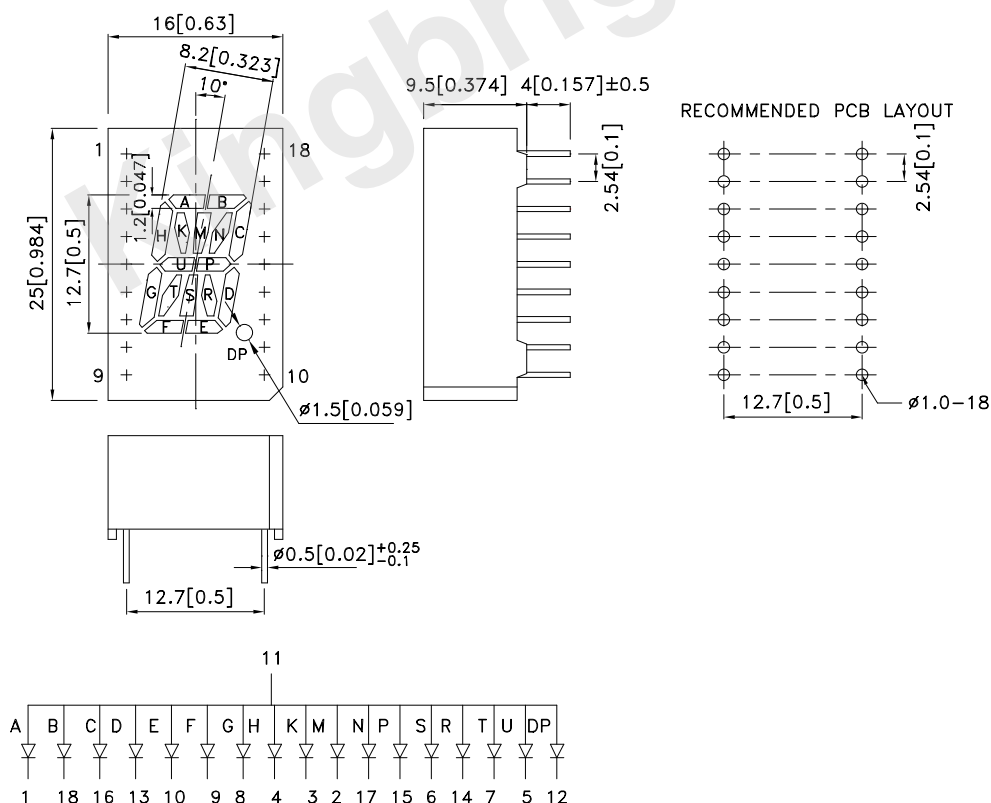 Kingbrig
16[0.63]
8.2[0.323]
10°
1
18
1.2[0.047]
12.7[0.5]
25[0.984]
A B
H K M N C
U P
G T S R D
F E
DP
9
10
ø1.5[0.059]
9.5[0.374] 4[0.157]±0.5
2.54[0.1]
RECOMMENDED PCB LAYOUT
2.54[0.1]
12.7[0.5]
ø1.0-18
ø0.5[0.02]+0.25 -0.1
12.7[0.5]
11
A B C D E F G H K M N P S R T U DP
1 18 16 13 10 9 8 4 3 2 17 15 6 14 7 5 12